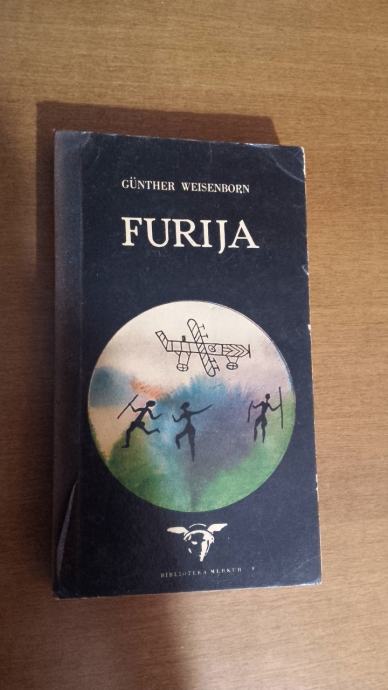 GÜNTHER WEISENBORN
FURIJA
BIBLIOTEKA MERKUR